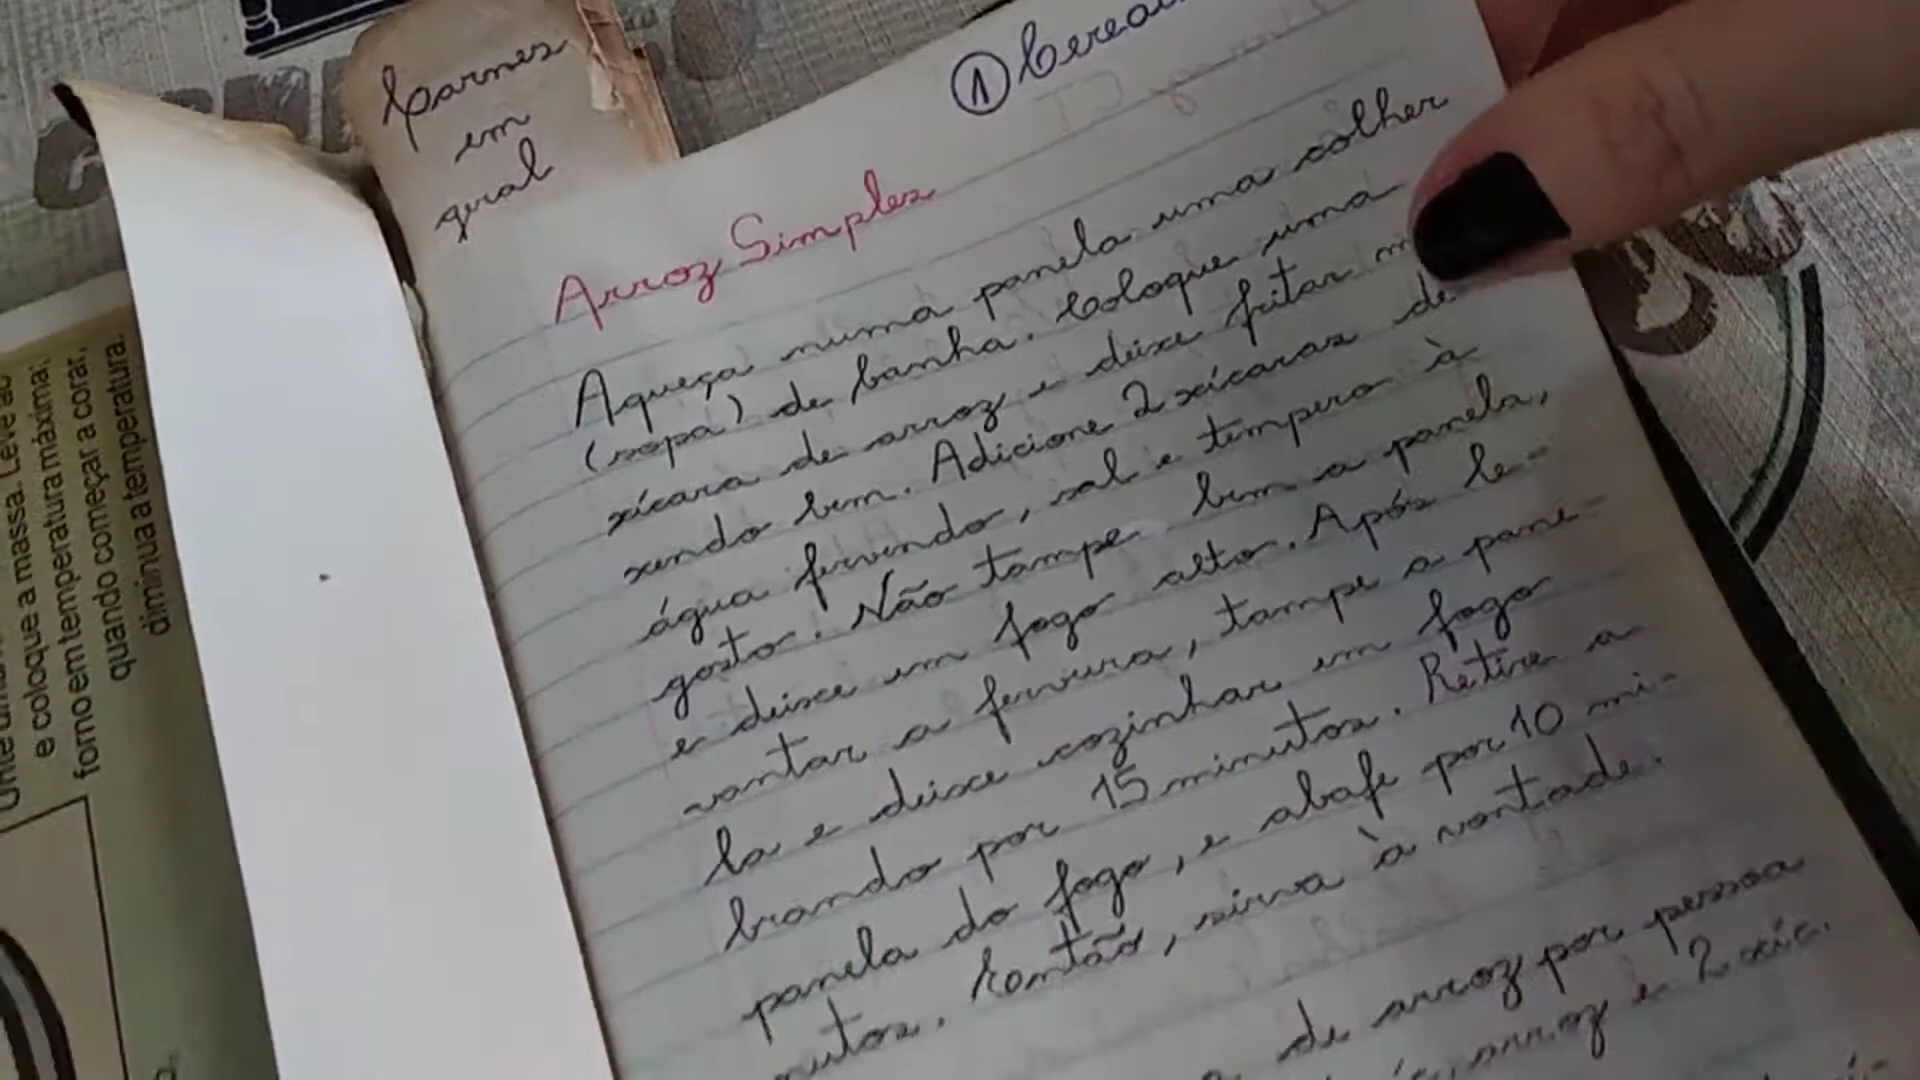 Carnes
em
geral
①
Arroz Simples
Aqueça numa panela uma colher
(sopa) de banha. Coloque uma
xícara de arroz e deixe fritar
xendo bem. Adicione 2 xícaras de
água fervendo, sal e tempero à
gosto. Não tampe bem a panela,
e deixe em fogo alto. Após le-
vantar a fervura, tampe a pane-
la e deixe cozinhar em fogo
brando por 15 minutos. Retire a
panela do fogo, e abafe por 10 mi-
nutos. Então, sirva à vontade.
de arroz por pessoa
arroz e 2 xíc.
e coloque a massa. Leve ao
forno em temperatura máxima;
quando começar a corar,
diminua a temperatura.